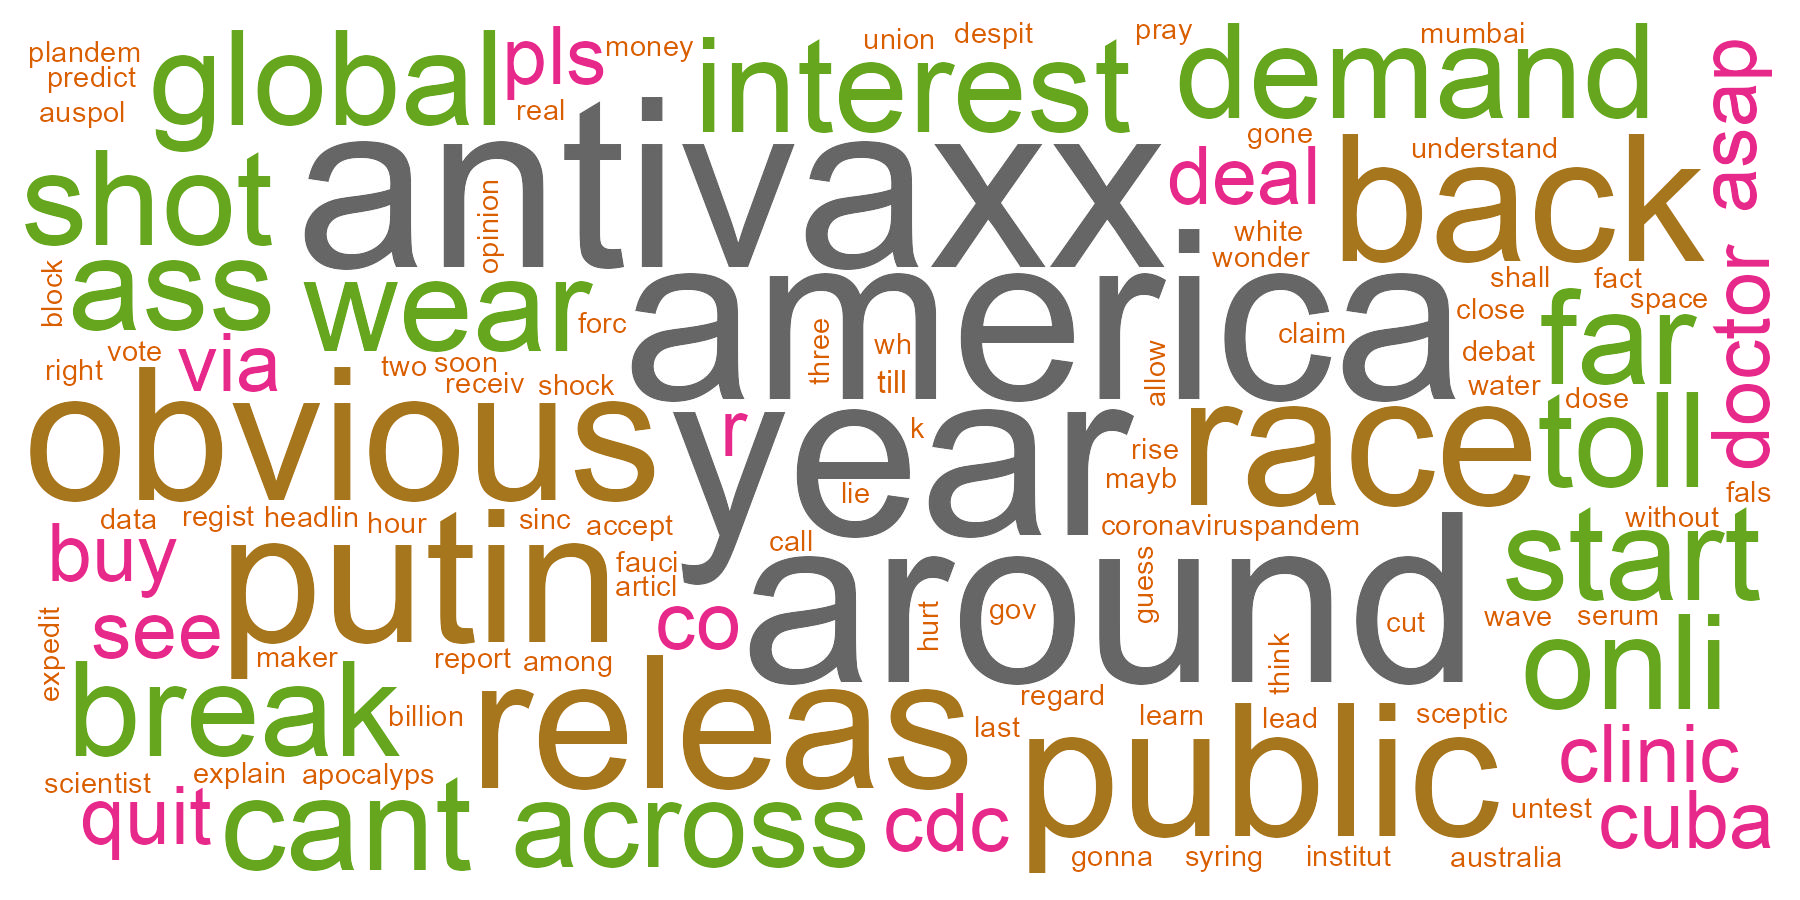 plandem
predict
auspol
global
pls
money
real
interest
union
despit
pray
demand
mumbai
asap
shot
antivaxx
opinion
gone
deal
understand
back
white
wonder
block
ass
wear
forc
america
three
wh
till
allow
claim
shall
fact
space
close
debat
water
far
doctor
right
vote
via
two
soon
receiv
shock
obvious
r
year
k
lie
rise
mayb
race
dose
toll
fals
data
regist
headlin
hour
sinc
accept
call
coronaviruspandem
without
start
buy
putin
fauci
articl
around
hurt
gov
guess
think
cut
wave
serum
expedit
see
maker
report
among
co
onli
break
billion
releas
last
regard
public
learn
lead
sceptic
clinic
scientist
explain
apocalyps
quit
cant
across
cdc
gonna
syring
institut
untest
australia
cuba